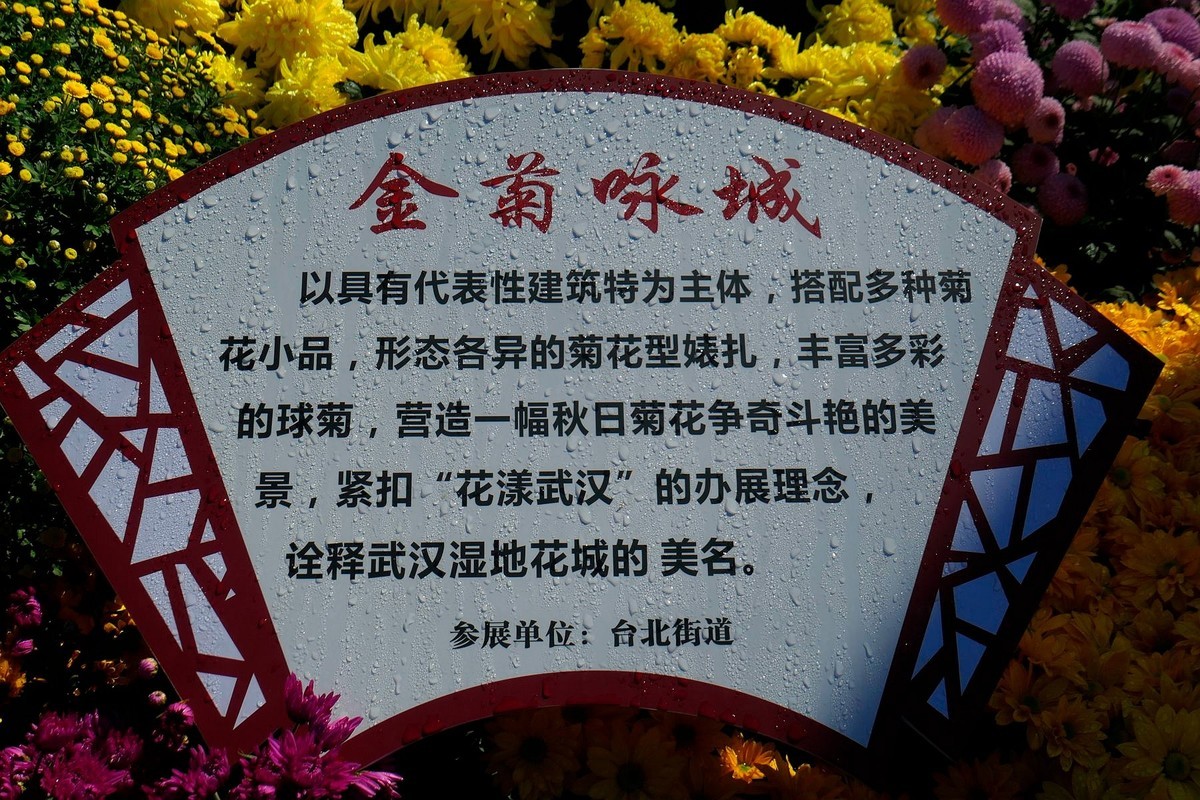 金菊咏城
以具有代表性建筑特为主体，搭配多种菊
花小品，形态各异的菊花型婊扎，丰富多彩
的球菊，营造一幅秋日菊花争奇斗艳的美
景，紧扣“花漾武汉”的办展理念，
诠释武汉湿地花城的 美名。
参展单位：台北街道